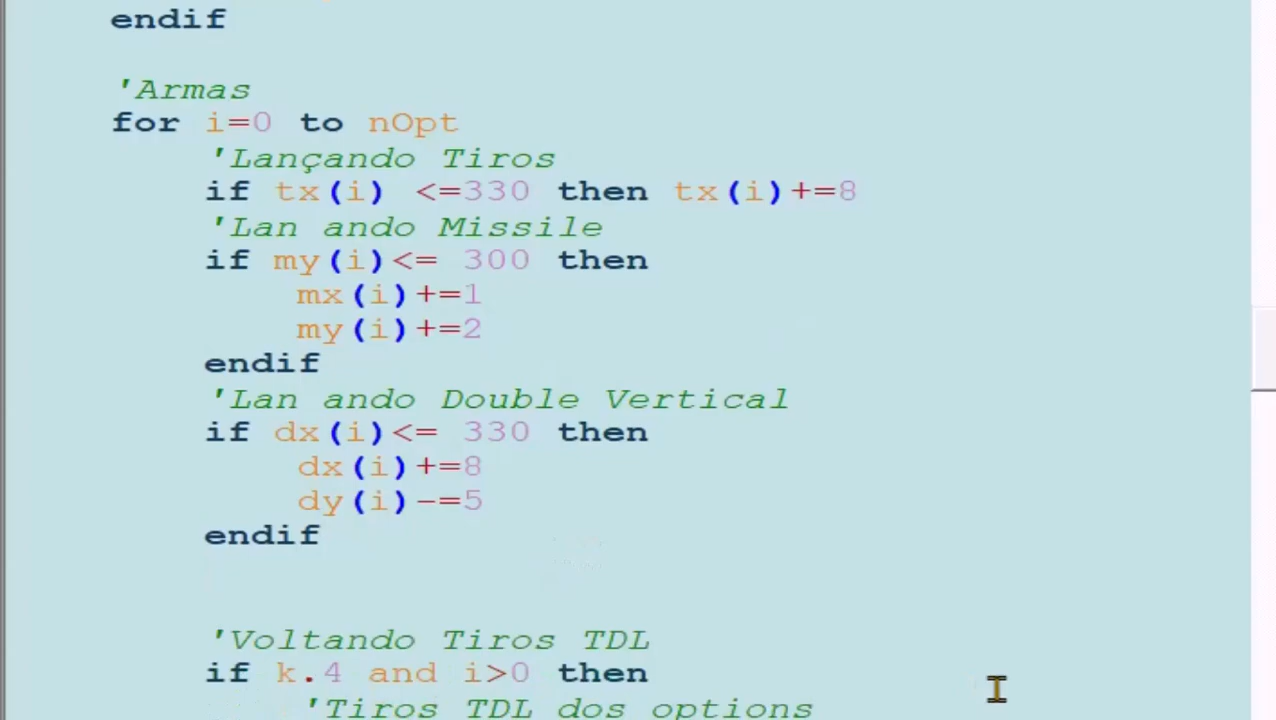 endif
'Armas
for i=0 to nOpt
'Lançando Tiros
if tx(i) <=330 then tx(i)+=8
'Lan ando Missile
if my(i)<= 300 then
mx(i)+=1
my(i)+=2
endif
'Lan ando Double Vertical
if dx(i)<= 330 then
dx(i)+=8
dy(i)-=5
endif
'Voltando Tiros TDL
if k.4 and i>0 then
'Tiros TDL dos options